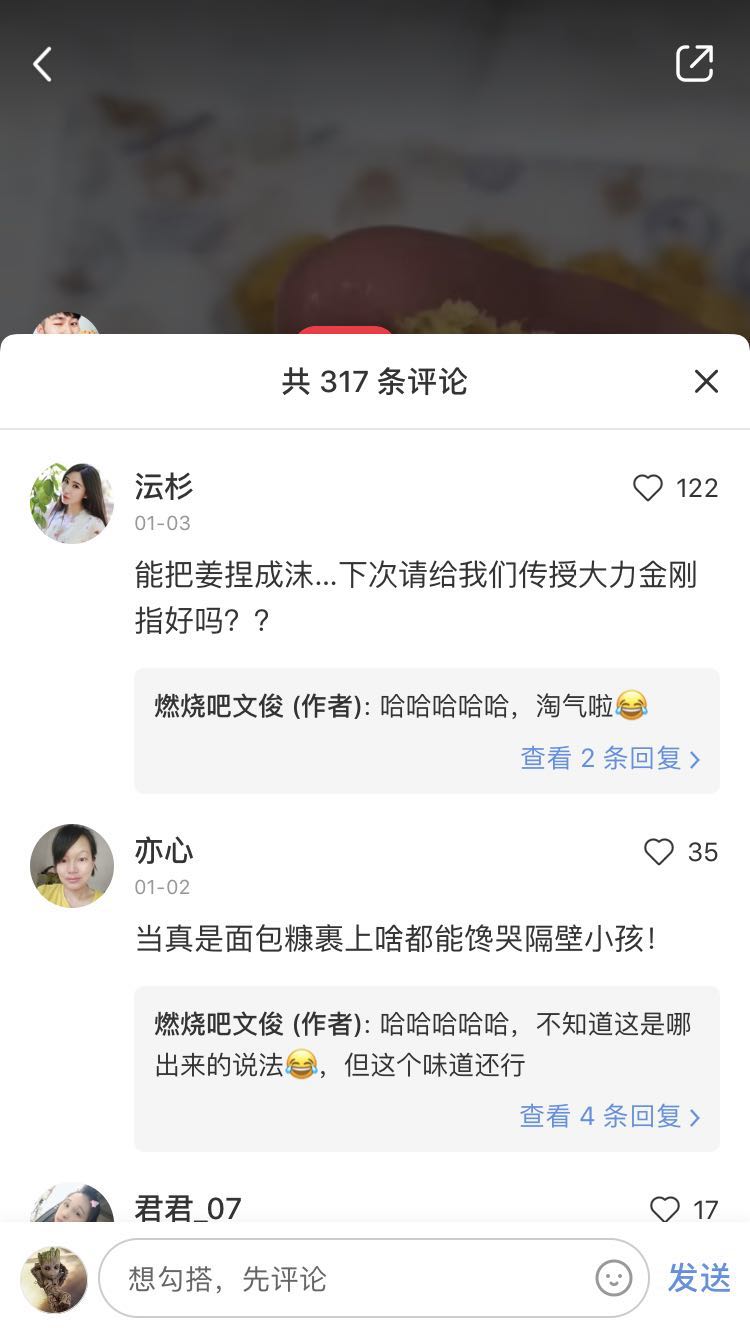 共 317 条评论
沄杉
122
01-03
能把姜捏成沫...下次请给我们传授大力金刚
指好吗？？
燃烧吧文俊 (作者): 哈哈哈哈哈，淘气啦😂
查看 2 条回复
亦心
35
01-02
当真是面包糠裹上啥都能馋哭隔壁小孩！
燃烧吧文俊 (作者): 哈哈哈哈哈，不知道这是哪
出来的说法😂，但这个味道还行
查看 4 条回复
君君_07
17
想勾搭，先评论
发送